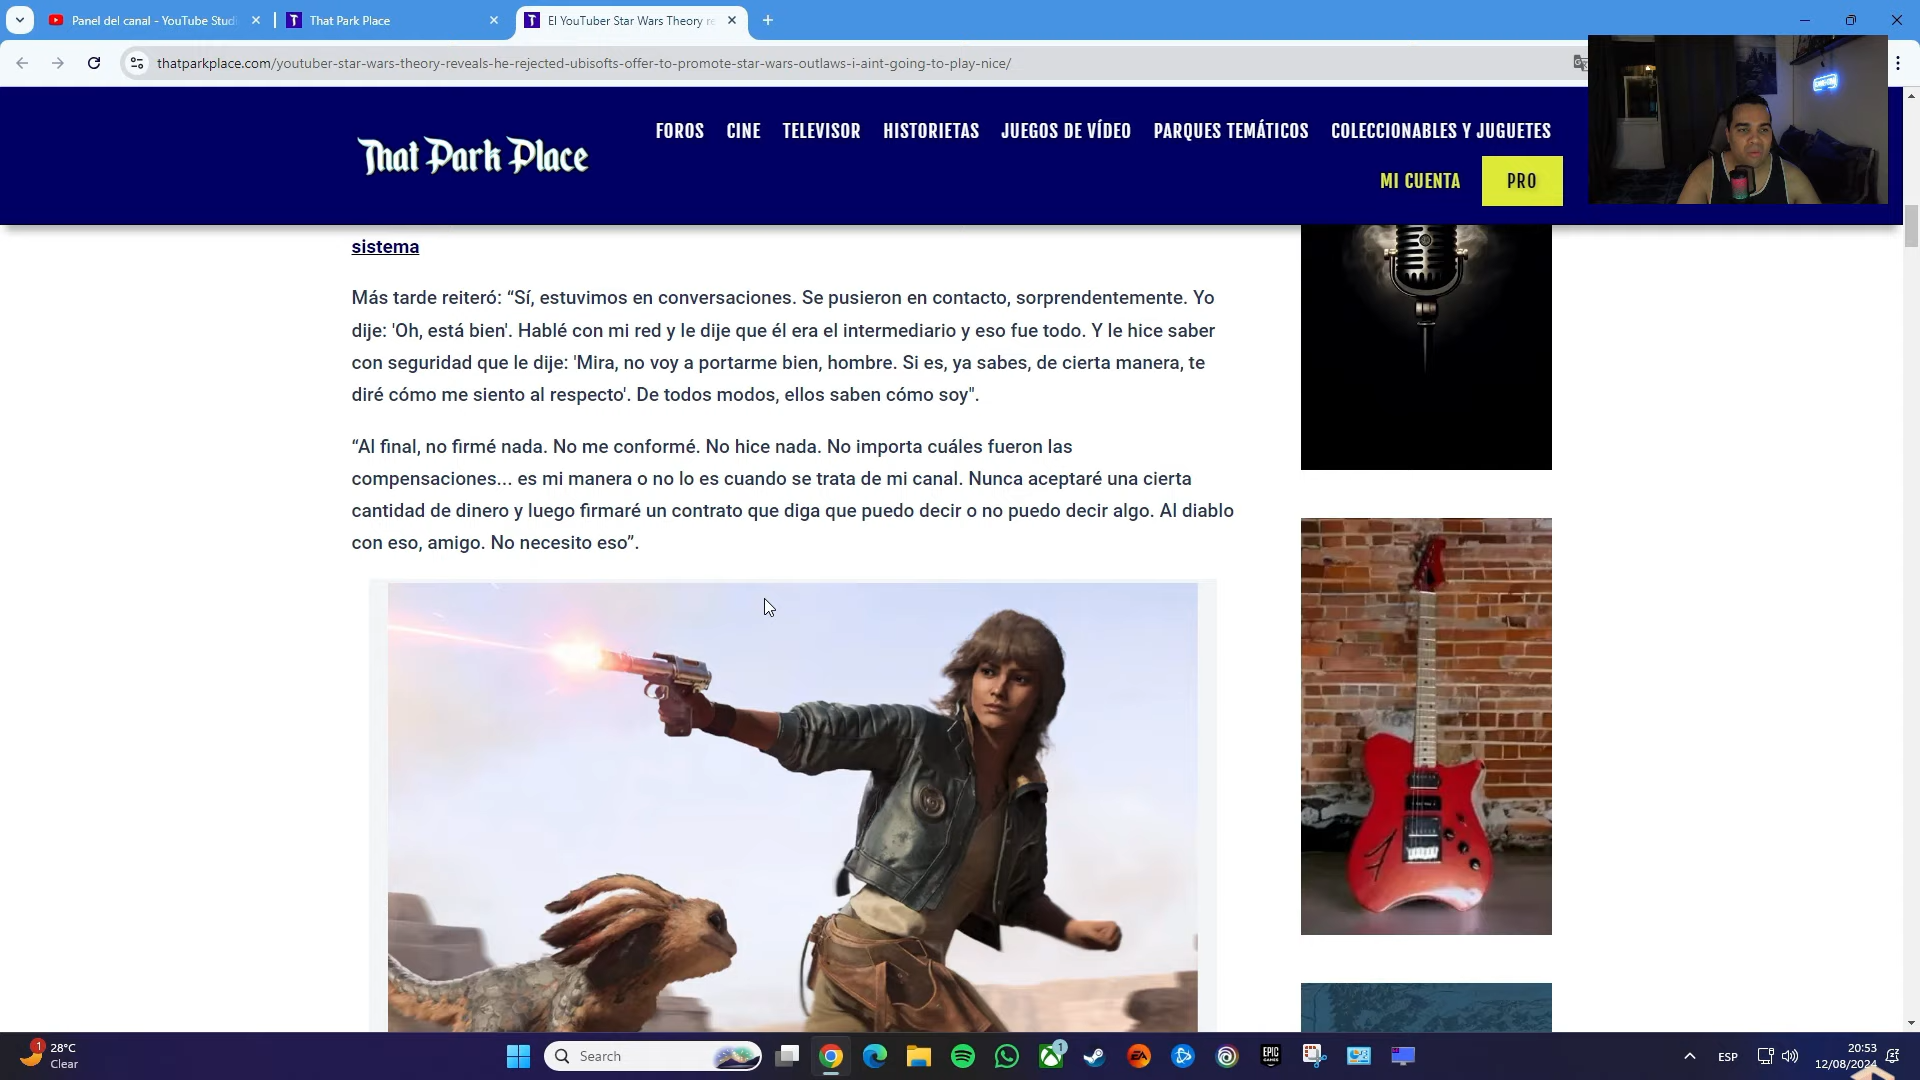 Panel del canal - YouTube Studi
That Park Place
El YouTuber Star Wars Theory re
thatparkplace.com/youtuber-star-wars-theory-reveals-he-rejected-ubisofts-offer-to-promote-star-wars-outlaws-i-aint-going-to-play-nice/
That Park Place
FOROS CINE TELEVISOR HISTORIETAS JUEGOS DE VÍDEO PARQUES TEMÁTICOS COLECCIONABLES Y JUGUETES
MI CUENTA PRO
sistema
Más tarde reiteró: “Sí, estuvimos en conversaciones. Se pusieron en contacto, sorprendentemente. Yo
dije: 'Oh, está bien'. Hablé con mi red y le dije que él era el intermediario y eso fue todo. Y le hice saber
con seguridad que le dije: 'Mira, no voy a portarme bien, hombre. Si es, ya sabes, de cierta manera, te
diré cómo me siento al respecto'. De todos modos, ellos saben cómo soy".
“Al final, no firmé nada. No me conformé. No hice nada. No importa cuáles fueron las
compensaciones... es mi manera o no lo es cuando se trata de mi canal. Nunca aceptaré una cierta
cantidad de dinero y luego firmaré un contrato que diga que puedo decir o no puedo decir algo. Al diablo
con eso, amigo. No necesito eso”.
1
28°C
Clear
Search
1
EA
EPIC
GAMES
ESP
20:53
12/08/2024